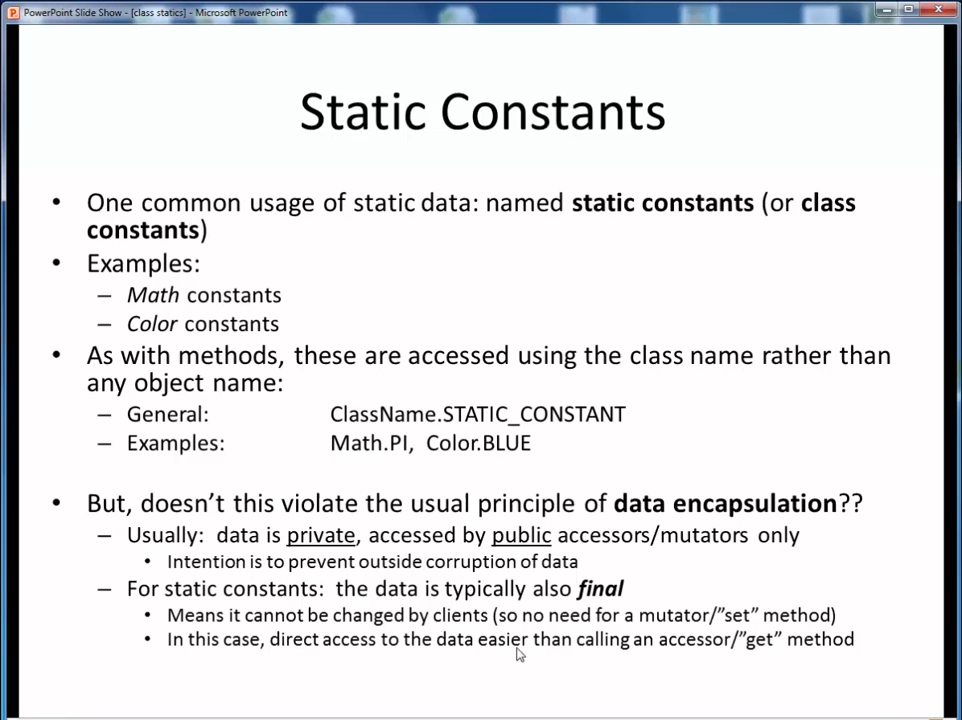 PowerPoint Slide Show - [class statics] - Microsoft PowerPoint
Static Constants
• One common usage of static data: named static constants (or class
constants)
• Examples:
– Math constants
– Color constants
• As with methods, these are accessed using the class name rather than
any object name:
– General: ClassName.STATIC_CONSTANT
– Examples: Math.PI, Color.BLUE
• But, doesn’t this violate the usual principle of data encapsulation??
– Usually: data is private, accessed by public accessors/mutators only
• Intention is to prevent outside corruption of data
– For static constants: the data is typically also final
• Means it cannot be changed by clients (so no need for a mutator/”set” method)
• In this case, direct access to the data easier than calling an accessor/”get” method